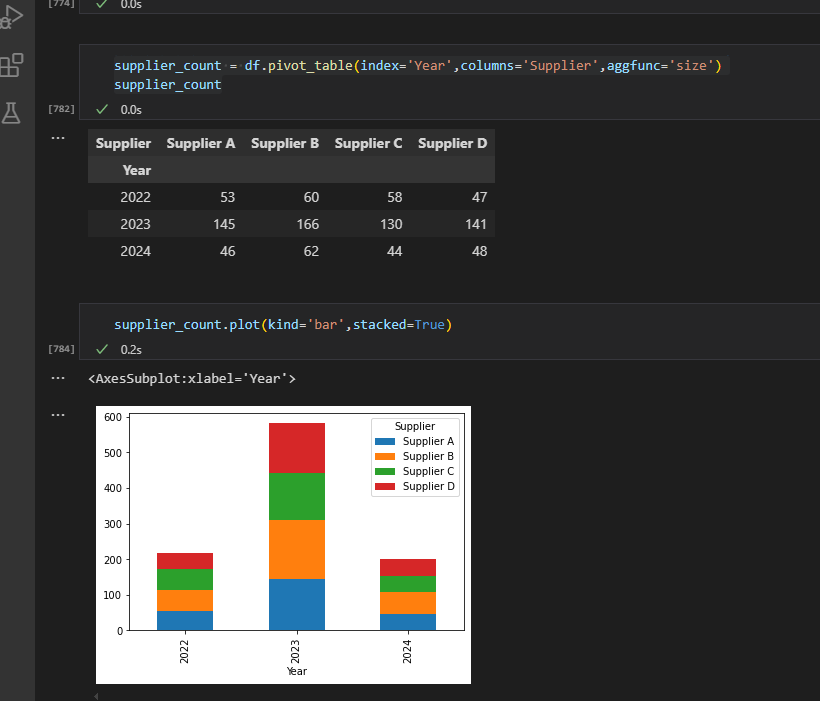 [774]
0.0s
supplier_count = df.pivot_table(index='Year',columns='Supplier',aggfunc='size')
supplier_count
[782]
0.0s
...
Supplier Supplier A Supplier B Supplier C Supplier D
Year
2022 53 60 58 47
2023 145 166 130 141
2024 46 62 44 48
supplier_count.plot(kind='bar',stacked=True)
[784]
0.2s
...
<AxesSubplot:xlabel='Year'>
...
600
500
400
300
200
100
0
Supplier
Supplier A
Supplier B
Supplier C
Supplier D
2022
2023
2024
Year